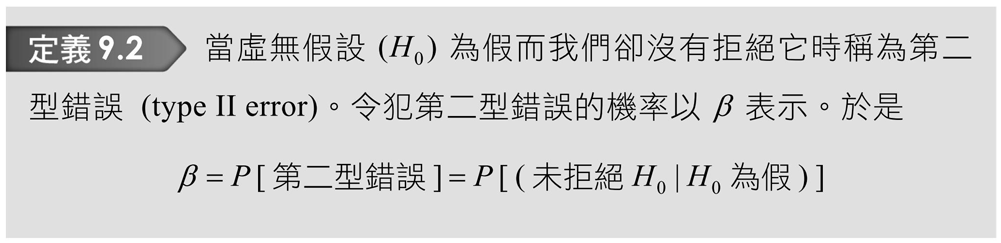 定義 9.2 當虛無假設 (H₀) 為假而我們卻沒有拒絕它時稱為第二
型錯誤 (type II error)。令犯第二型錯誤的機率以 β 表示。於是
β = P [ 第二型錯誤 ] = P [ ( 未拒絕 H₀ | H₀ 為假 ) ]